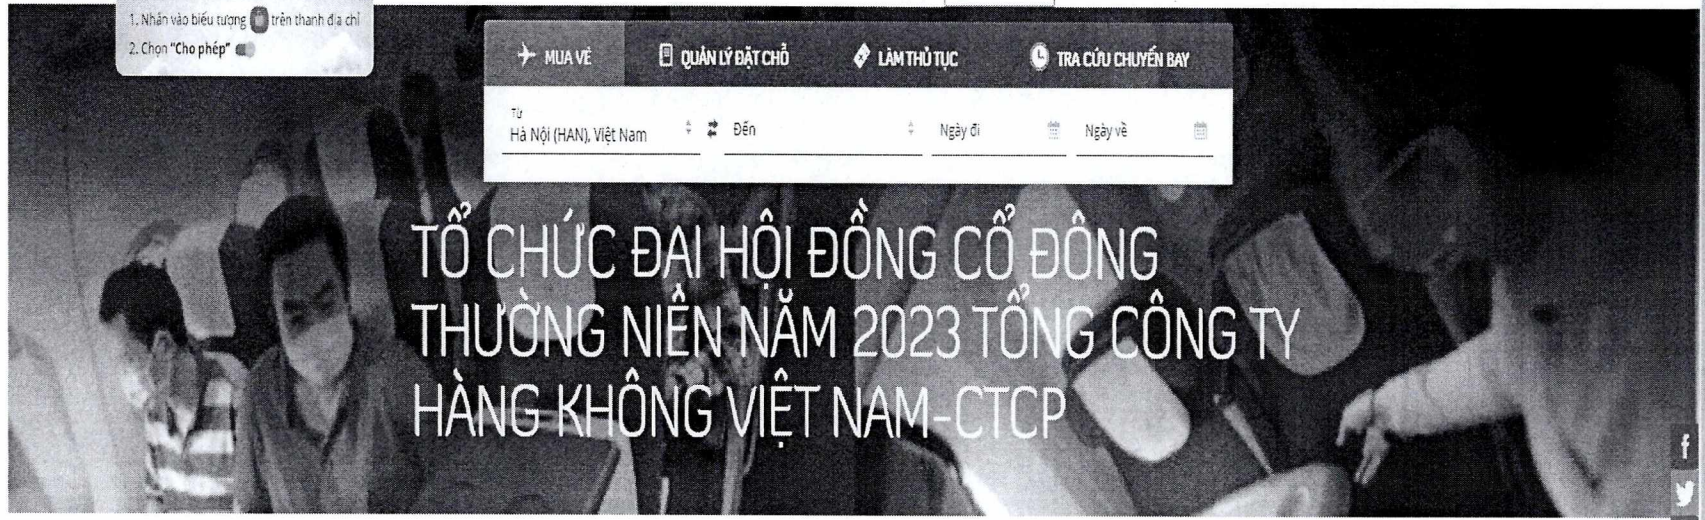 1. Nhấn vào biểu tượng trên thanh địa chỉ
2. Chọn "Cho phép"
MUA VÉ
QUẢN LÝ ĐẶT CHỖ
LÀM THỦ TỤC
TRA CỨU CHUYẾN BAY
Từ
Hà Nội (HAN), Việt Nam
Đến
Ngày đi
Ngày về
TỔ CHỨC ĐẠI HỘI ĐỒNG CỔ ĐÔNG
THƯỜNG NIÊN NĂM 2023 TỔNG CÔNG TY
HÀNG KHÔNG VIỆT NAM-CTCP